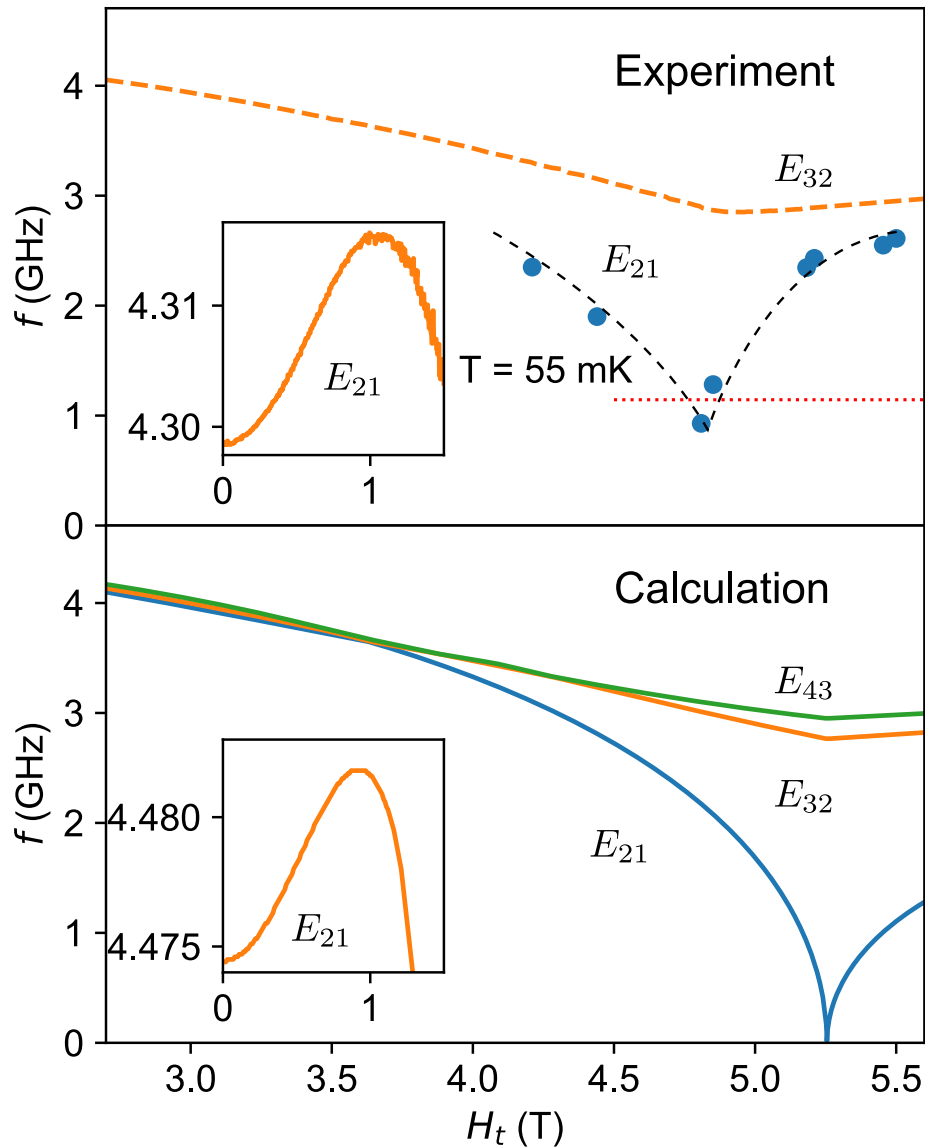 Experiment
4
E32
3
f (GHz)
E21
2
4.31
E21
T = 55 mK
1
4.30
0
1
0
Calculation
4
E43
3
f (GHz)
E32
4.480
2
E21
1
4.475
E21
0
1
0
3.0
3.5
4.0
4.5
5.0
5.5
Ht (T)